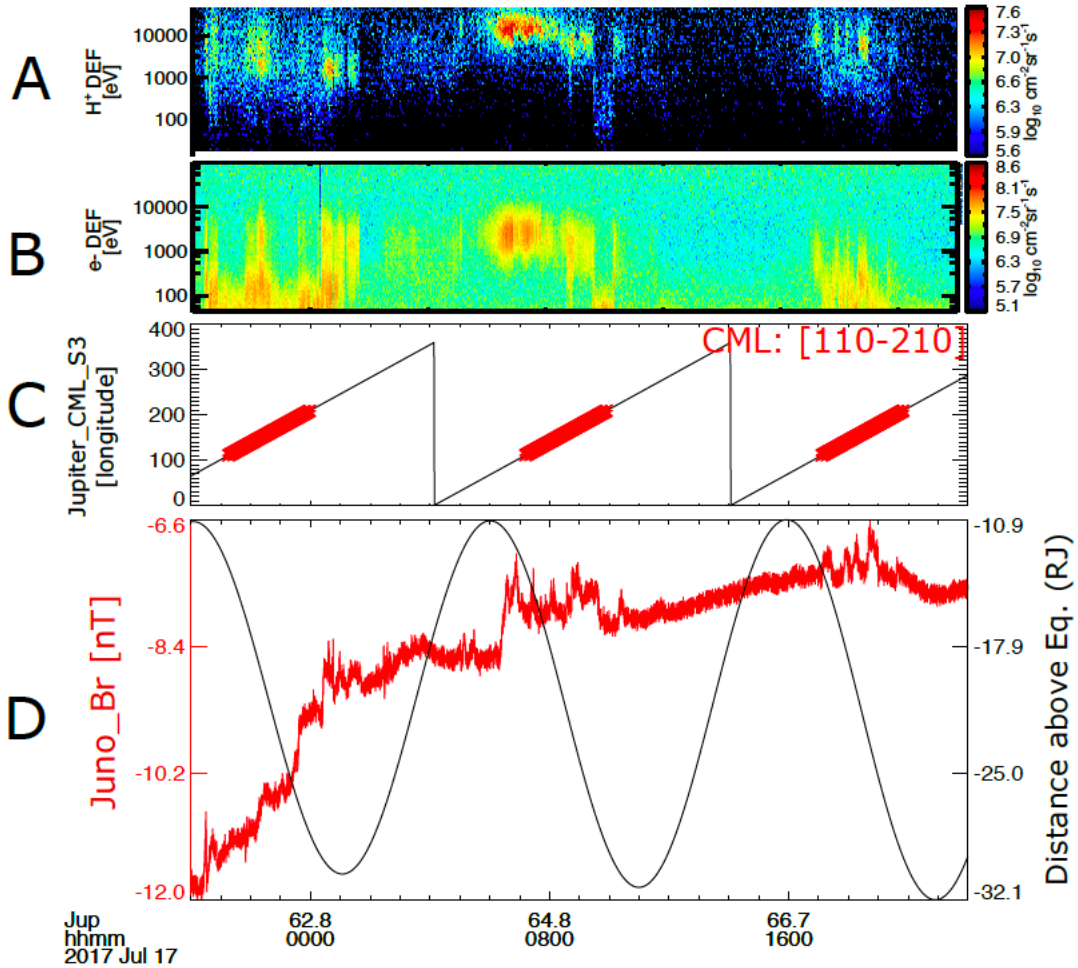 A
H⁺ DEF
[eV]
10000
1000
100
7.6
7.3
6.9
6.6
6.3
5.9
5.6
log₁₀ cm⁻²sr⁻¹s⁻¹
B
e- DEF
[eV]
10000
1000
100
8.6
8.1
7.5
6.9
6.3
5.7
5.1
log₁₀ cm⁻²sr⁻¹s⁻¹
C
Jupiter_CML_S3
[longitude]
400
300
200
100
0
CML: [110-210]
D
Juno_Br [nT]
-6.6
-8.4
-10.2
-12.0
-10.9
-17.9
-25.0
-32.1
Distance above Eq. (RJ)
Jup 62.8 64.8 66.7
hhmm 0000 0800 1600
2017 Jul 17